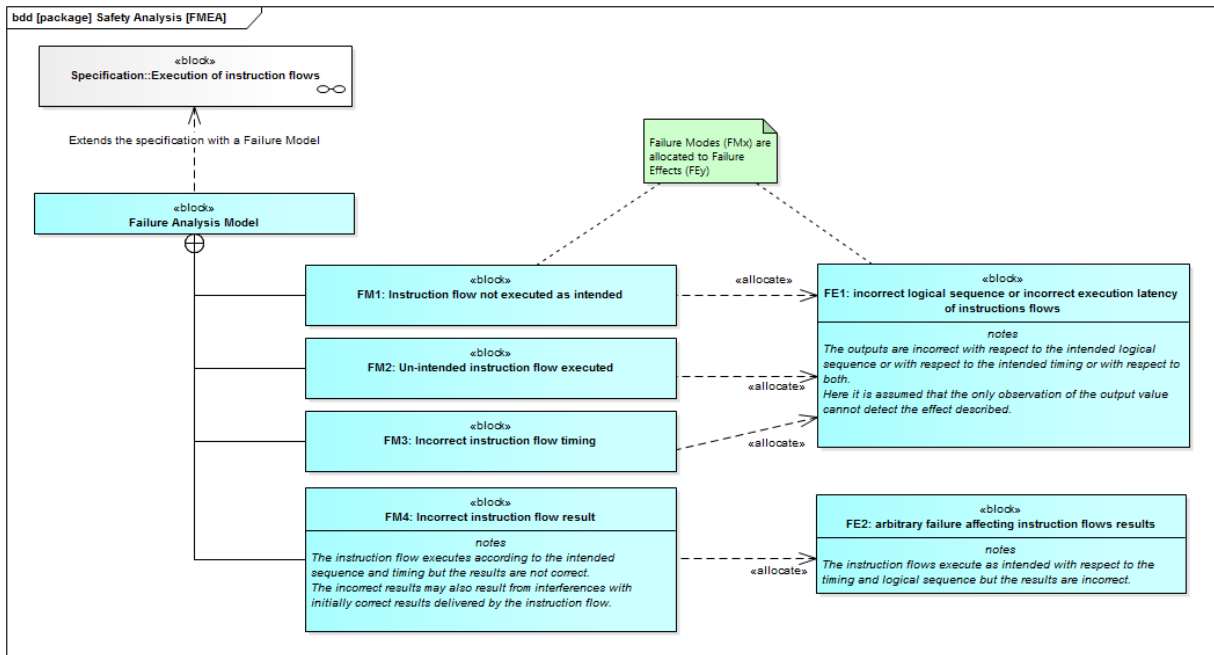 bdd [package] Safety Analysis [FMEA]
«block»
Specification::Execution of instruction flows
Extends the specification with a Failure Model
«block»
Failure Analysis Model
Failure Modes (FMx) are
allocated to Failure
Effects (FEy)
«block»
FM1: Instruction flow not executed as intended
«allocate»
«block»
FE1: incorrect logical sequence or incorrect execution latency
of instructions flows
notes
The outputs are incorrect with respect to the intended logical
sequence or with respect to the intended timing or with respect to
both.
Here it is assumed that the only observation of the output value
cannot detect the effect described.
«block»
FM2: Un-intended instruction flow executed
«allocate»
«block»
FM3: Incorrect instruction flow timing
«allocate»
«block»
FM4: Incorrect instruction flow result
notes
The instruction flow executes according to the intended
sequence and timing but the results are not correct.
The incorrect results may also result from interferences with
initially correct results delivered by the instruction flow.
«allocate»
«block»
FE2: arbitrary failure affecting instruction flows results
notes
The instruction flows execute as intended with respect to the
timing and logical sequence but the results are incorrect.